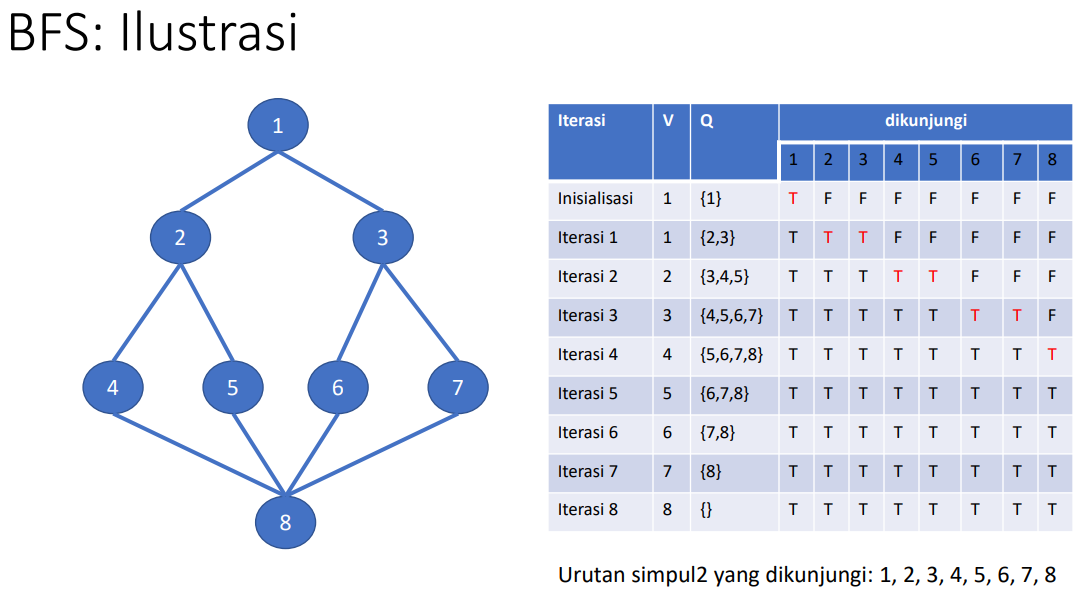 BFS: Ilustrasi
1
2
3
4
5
6
7
8
Iterasi V Q dikunjungi
1 2 3 4 5 6 7 8
Inisialisasi 1 {1} T F F F F F F F
Iterasi 1 1 {2,3} T T T F F F F F
Iterasi 2 2 {3,4,5} T T T T T F F F
Iterasi 3 3 {4,5,6,7} T T T T T T T F
Iterasi 4 4 {5,6,7,8} T T T T T T T T
Iterasi 5 5 {6,7,8} T T T T T T T T
Iterasi 6 6 {7,8} T T T T T T T T
Iterasi 7 7 {8} T T T T T T T T
Iterasi 8 8 {} T T T T T T T T
Urutan simpul2 yang dikunjungi: 1, 2, 3, 4, 5, 6, 7, 8